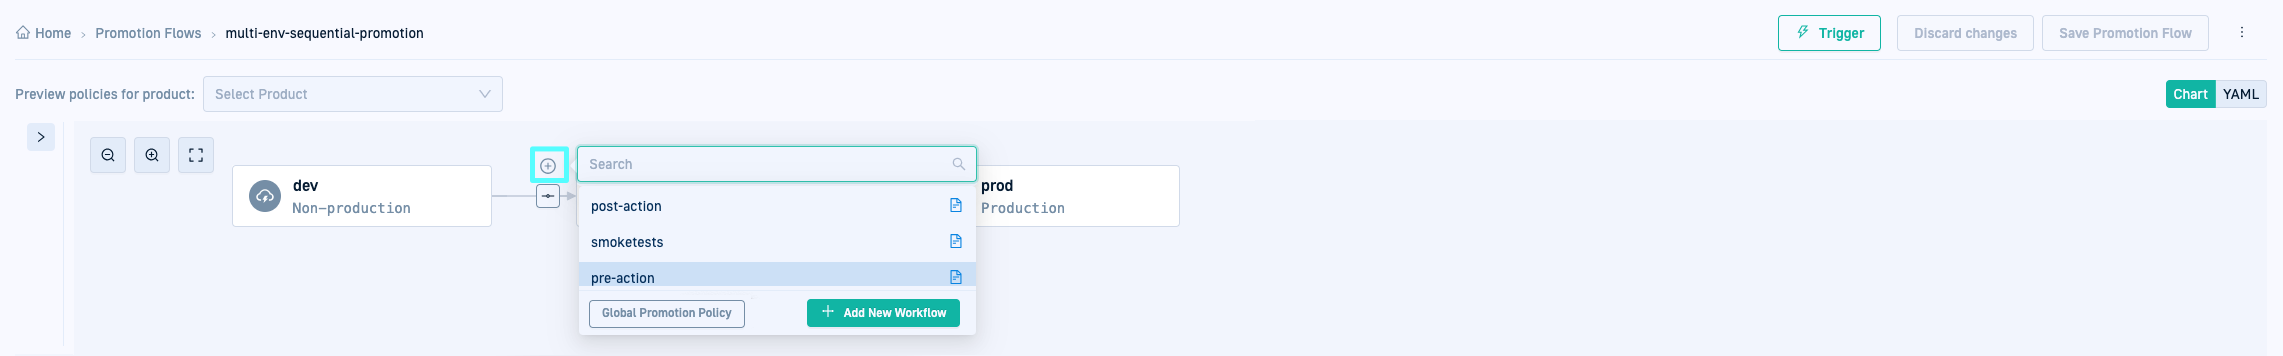 Home > Promotion Flows > multi-env-sequential-promotion
Trigger
Discard changes
Save Promotion Flow
Preview policies for product:
Select Product
Chart
YAML
dev
Non-production
Search
post-action
smoketests
pre-action
Global Promotion Policy
Add New Workflow
prod
Production